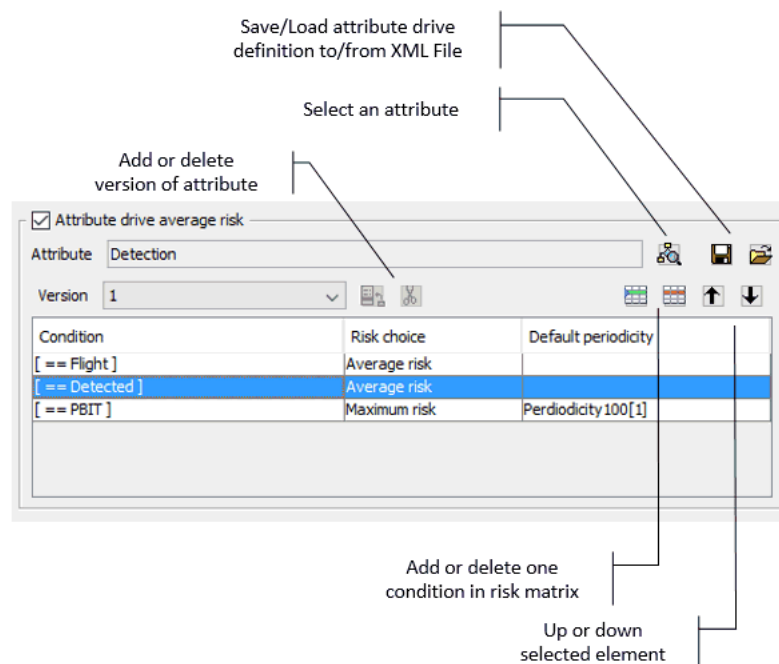 Save/Load attribute drive
definition to/from XML File
Select an attribute
Add or delete
version of attribute
Attribute drive average risk
Attribute Detection
Version 1
Condition Risk choice Default periodicity
[ == Flight ] Average risk
[ == Detected ] Average risk
[ == PBIT ] Maximum risk Perdiodicity100[1]
Add or delete one
condition in risk matrix
Up or down
selected element